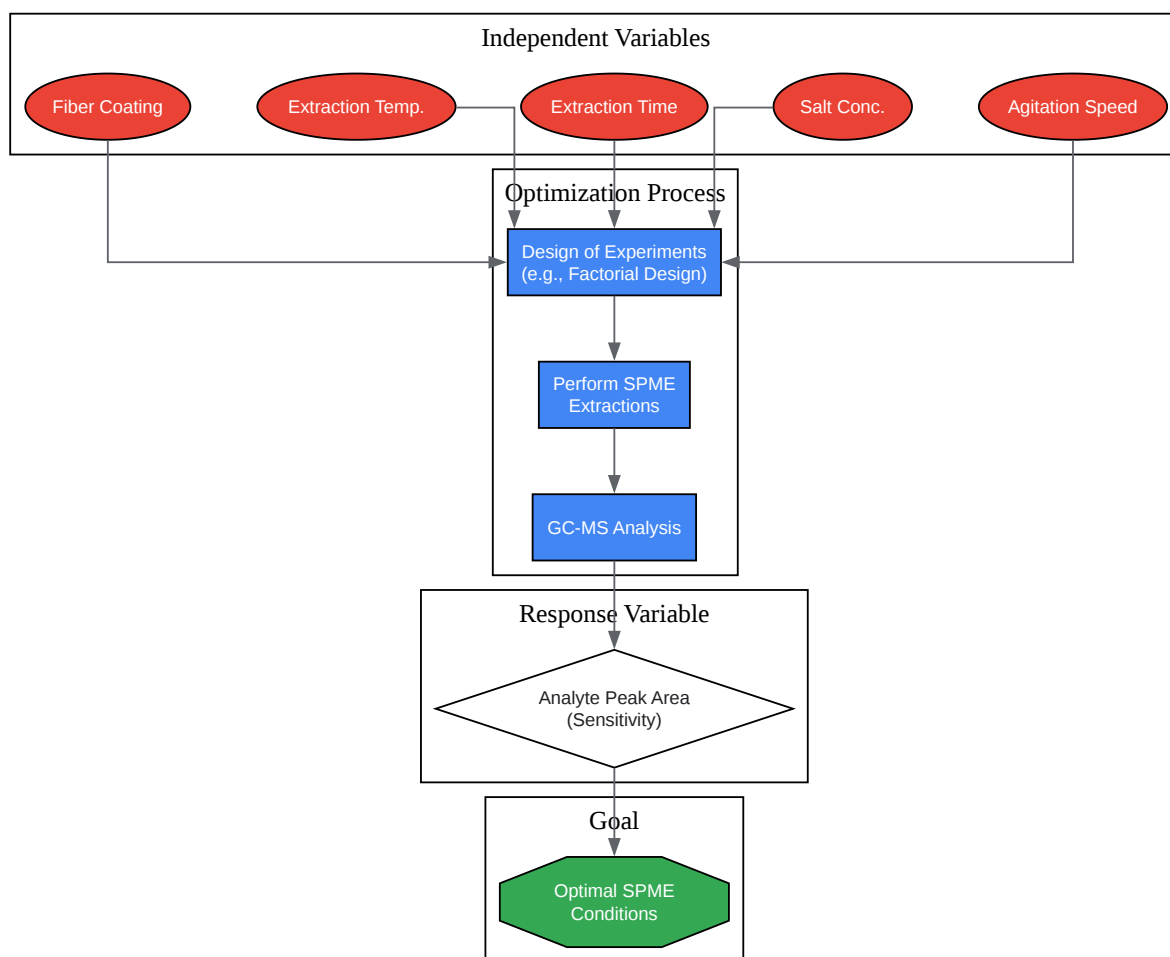 Independent Variables
Fiber Coating
Extraction Temp.
Extraction Time
Salt Conc.
Agitation Speed
Optimization Process
Design of Experiments
(e.g., Factorial Design)
Perform SPME
Extractions
GC-MS Analysis
Response Variable
Analyte Peak Area
(Sensitivity)
Goal
Optimal SPME
Conditions